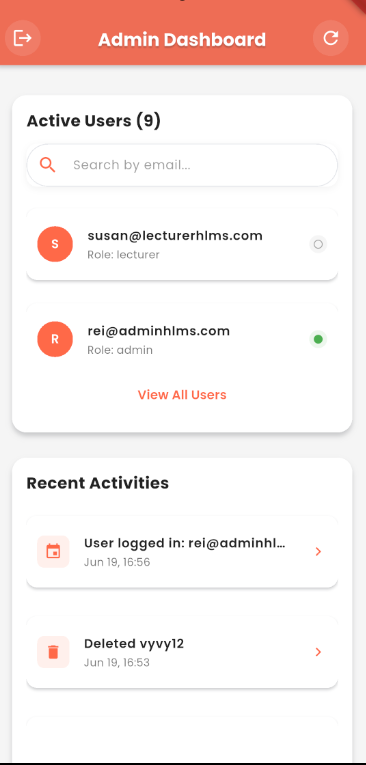 Admin Dashboard
Active Users (9)
Search by email...
S
susan@lecturerhlms.com
Role: lecturer
R
rei@adminhlms.com
Role: admin
View All Users
Recent Activities
User logged in: rei@adminhl...
Jun 19, 16:56
Deleted vyvy12
Jun 19, 16:53